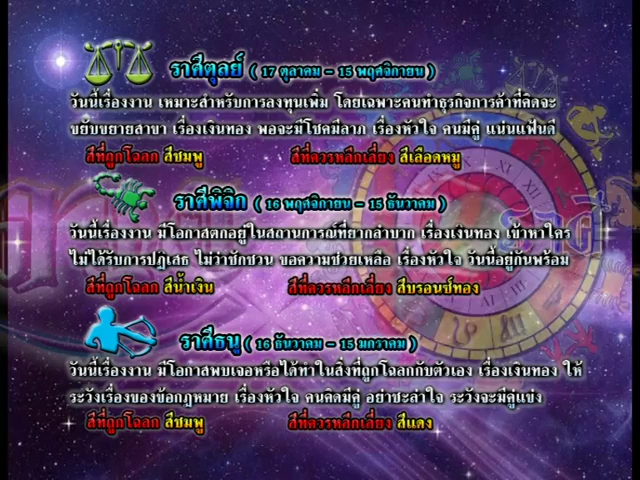 ราศีตุลย์ ( 17 ตุลาคม - 15 พฤศจิกายน )
วันนี้เรื่องงาน เหมาะสำหรับการลงทุนเพิ่ม โดยเฉพาะคนทำธุรกิจการค้าที่คิดจะ
ขยับขยายสาขา เรื่องเงินทอง พอจะมีโชคมีลาภ เรื่องหัวใจ คนมีคู่ แน่นแฟ้นดี
สีที่ถูกโฉลก สีชมพู สีที่ควรหลีกเลี่ยง สีเลือดหมู
ราศีพิจิก ( 16 พฤศจิกายน - 15 ธันวาคม )
วันนี้เรื่องงาน มีโอกาสตกอยู่ในสถานการณ์ที่ยากลำบาก เรื่องเงินทอง เข้าหาใคร
ไม่ได้รับการปฏิเสธ ไม่ว่าชักชวน ขอความช่วยเหลือ เรื่องหัวใจ วันนี้อยู่กันพร้อม
สีที่ถูกโฉลก สีน้ำเงิน สีที่ควรหลีกเลี่ยง สีบรอนซ์ทอง
ราศีธนู ( 16 ธันวาคม - 15 มกราคม )
วันนี้เรื่องงาน มีโอกาสพบเจอหรือได้ทำในสิ่งที่ถูกโฉลกกับตัวเอง เรื่องเงินทอง ให้
ระวังเรื่องของข้อกฎหมาย เรื่องหัวใจ คนคิดมีคู่ อย่าชะล่าใจ ระวังจะมีคู่แข่ง
สีที่ถูกโฉลก สีชมพู สีที่ควรหลีกเลี่ยง สีแดง